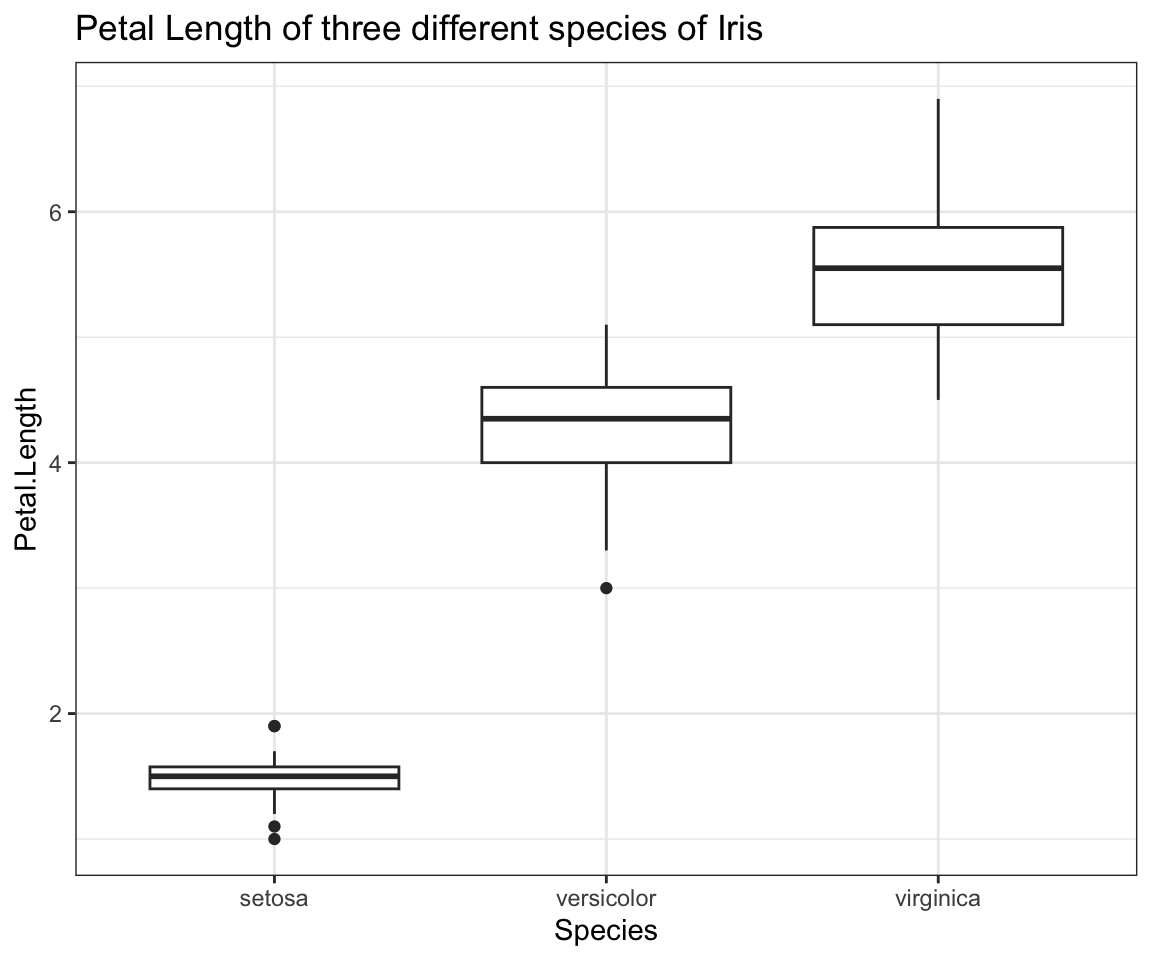 Petal Length of three different species of Iris
Petal.Length
6
4
2
setosa
versicolor
virginica
Species